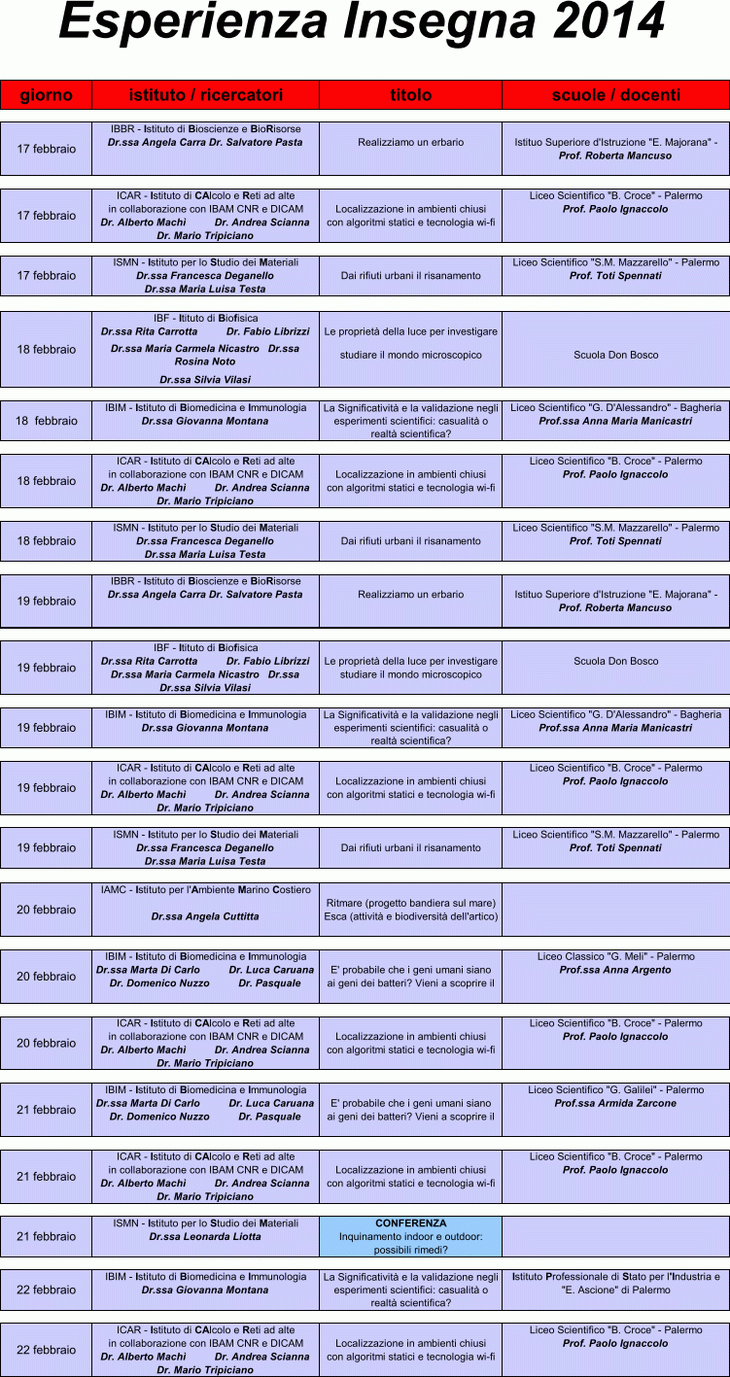 Esperienza Insegna 2014
giorno istituto / ricercatori titolo scuole / docenti
IBBR - Istituto di Bioscienze e BioRisorse
17 febbraio Dr.ssa Angela Carra Dr. Salvatore Pasta Realizziamo un erbario Istituo Superiore d'Istruzione "E. Majorana" -
Prof. Roberta Mancuso
ICAR - Istituto di CAlcolo e Reti ad alte Liceo Scientifico "B. Croce" - Palermo
17 febbraio in collaborazione con IBAM CNR e DICAM Localizzazione in ambienti chiusi Prof. Paolo Ignaccolo
Dr. Alberto Machì Dr. Andrea Scianna con algoritmi statici e tecnologia wi-fi
Dr. Mario Tripiciano
ISMN - Istituto per lo Studio dei Materiali Liceo Scientifico "S.M. Mazzarello" - Palermo
17 febbraio Dr.ssa Francesca Deganello Dai rifiuti urbani il risanamento Prof. Toti Spennati
Dr.ssa Maria Luisa Testa
IBF - Itituto di Biofisica
Dr.ssa Rita Carrotta Dr. Fabio Librizzi Le proprietà della luce per investigare
18 febbraio Dr.ssa Maria Carmela Nicastro Dr.ssa studiare il mondo microscopico Scuola Don Bosco
Rosina Noto
Dr.ssa Silvia Vilasi
IBIM - Istituto di Biomedicina e Immunologia La Significatività e la validazione negli Liceo Scientifico "G. D'Alessandro" - Bagheria
18 febbraio Dr.ssa Giovanna Montana esperimenti scientifici: casualità o Prof.ssa Anna Maria Manicastri
realtà scientifica?
ICAR - Istituto di CAlcolo e Reti ad alte Liceo Scientifico "B. Croce" - Palermo
18 febbraio in collaborazione con IBAM CNR e DICAM Localizzazione in ambienti chiusi Prof. Paolo Ignaccolo
Dr. Alberto Machì Dr. Andrea Scianna con algoritmi statici e tecnologia wi-fi
Dr. Mario Tripiciano
ISMN - Istituto per lo Studio dei Materiali Liceo Scientifico "S.M. Mazzarello" - Palermo
18 febbraio Dr.ssa Francesca Deganello Dai rifiuti urbani il risanamento Prof. Toti Spennati
Dr.ssa Maria Luisa Testa
IBBR - Istituto di Bioscienze e BioRisorse
19 febbraio Dr.ssa Angela Carra Dr. Salvatore Pasta Realizziamo un erbario Istituo Superiore d'Istruzione "E. Majorana" -
Prof. Roberta Mancuso
IBF - Itituto di Biofisica
19 febbraio Dr.ssa Rita Carrotta Dr. Fabio Librizzi Le proprietà della luce per investigare Scuola Don Bosco
Dr.ssa Maria Carmela Nicastro Dr.ssa studiare il mondo microscopico
Dr.ssa Silvia Vilasi
IBIM - Istituto di Biomedicina e Immunologia La Significatività e la validazione negli Liceo Scientifico "G. D'Alessandro" - Bagheria
19 febbraio Dr.ssa Giovanna Montana esperimenti scientifici: casualità o Prof.ssa Anna Maria Manicastri
realtà scientifica?
ICAR - Istituto di CAlcolo e Reti ad alte Liceo Scientifico "B. Croce" - Palermo
19 febbraio in collaborazione con IBAM CNR e DICAM Localizzazione in ambienti chiusi Prof. Paolo Ignaccolo
Dr. Alberto Machì Dr. Andrea Scianna con algoritmi statici e tecnologia wi-fi
Dr. Mario Tripiciano
ISMN - Istituto per lo Studio dei Materiali Liceo Scientifico "S.M. Mazzarello" - Palermo
19 febbraio Dr.ssa Francesca Deganello Dai rifiuti urbani il risanamento Prof. Toti Spennati
Dr.ssa Maria Luisa Testa
IAMC - Istituto per l'Ambiente Marino Costiero
20 febbraio Ritmare (progetto bandiera sul mare)
Dr.ssa Angela Cuttitta Esca (attività e biodiversità dell'artico)
IBIM - Istituto di Biomedicina e Immunologia Liceo Classico "G. Meli" - Palermo
20 febbraio Dr.ssa Marta Di Carlo Dr. Luca Caruana E' probabile che i geni umani siano Prof.ssa Anna Argento
Dr. Domenico Nuzzo Dr. Pasquale ai geni dei batteri? Vieni a scoprire il
ICAR - Istituto di CAlcolo e Reti ad alte Liceo Scientifico "B. Croce" - Palermo
20 febbraio in collaborazione con IBAM CNR e DICAM Localizzazione in ambienti chiusi Prof. Paolo Ignaccolo
Dr. Alberto Machì Dr. Andrea Scianna con algoritmi statici e tecnologia wi-fi
Dr. Mario Tripiciano
IBIM - Istituto di Biomedicina e Immunologia Liceo Scientifico "G. Galilei" - Palermo
21 febbraio Dr.ssa Marta Di Carlo Dr. Luca Caruana E' probabile che i geni umani siano Prof.ssa Armida Zarcone
Dr. Domenico Nuzzo Dr. Pasquale ai geni dei batteri? Vieni a scoprire il
ICAR - Istituto di CAlcolo e Reti ad alte Liceo Scientifico "B. Croce" - Palermo
21 febbraio in collaborazione con IBAM CNR e DICAM Localizzazione in ambienti chiusi Prof. Paolo Ignaccolo
Dr. Alberto Machì Dr. Andrea Scianna con algoritmi statici e tecnologia wi-fi
Dr. Mario Tripiciano
ISMN - Istituto per lo Studio dei Materiali CONFERENZA
21 febbraio Dr.ssa Leonarda Liotta Inquinamento indoor e outdoor:
possibili rimedi?
IBIM - Istituto di Biomedicina e Immunologia La Significatività e la validazione negli Istituto Professionale di Stato per l'Industria e
22 febbraio Dr.ssa Giovanna Montana esperimenti scientifici: casualità o "E. Ascione" di Palermo
realtà scientifica?
ICAR - Istituto di CAlcolo e Reti ad alte Liceo Scientifico "B. Croce" - Palermo
22 febbraio in collaborazione con IBAM CNR e DICAM Localizzazione in ambienti chiusi Prof. Paolo Ignaccolo
Dr. Alberto Machì Dr. Andrea Scianna con algoritmi statici e tecnologia wi-fi
Dr. Mario Tripiciano